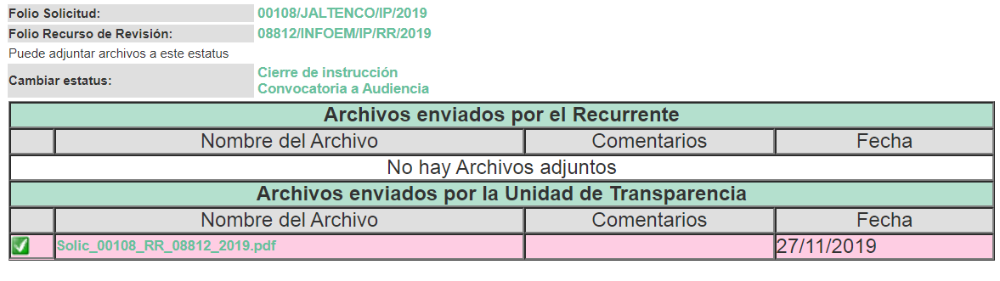 Folio Solicitud: 00108/JALTENCO/IP/2019
Folio Recurso de Revisión: 08812/INFOEM/IP/RR/2019
Puede adjuntar archivos a este estatus
Cambiar estatus: Cierre de instrucción
Convocatoria a Audiencia
Archivos enviados por el Recurrente
Nombre del Archivo Comentarios Fecha
No hay Archivos adjuntos
Archivos enviados por la Unidad de Transparencia
Nombre del Archivo Comentarios Fecha
Solic_00108_RR_08812_2019.pdf 27/11/2019